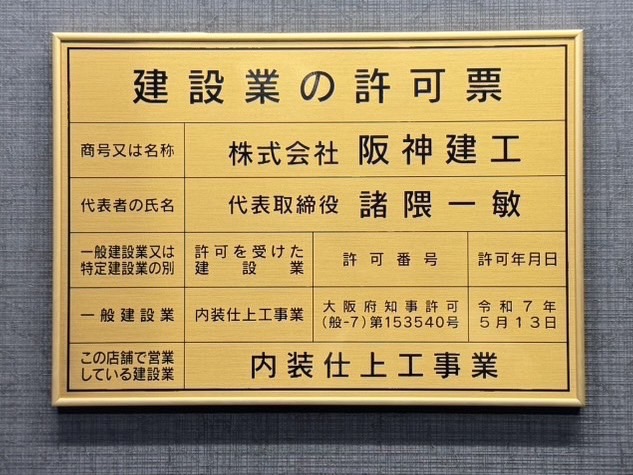 建設業の許可票
商号又は名称
株式会社 阪神建工
代表者の氏名
代表取締役 諸隈一敏
一般建設業又は
特定建設業の別
許可を受けた
建設業
許可番号
許可年月日
一般建設業
内装仕上工事業
大阪府知事許可
(般-7)第153540号
令和7年
5月13日
この店舗で営業
している建設業
内装仕上工事業